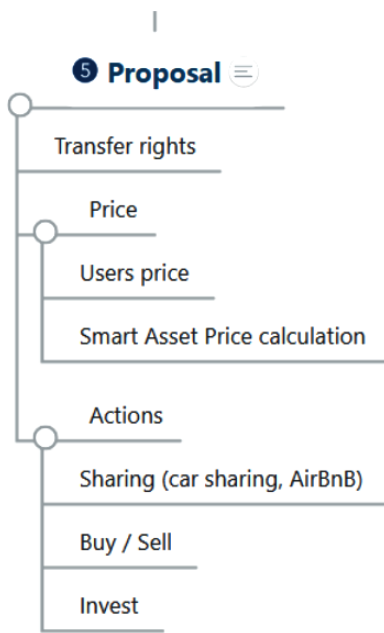 5 Proposal
Transfer rights
Price
Users price
Smart Asset Price calculation
Actions
Sharing (car sharing, AirBnB)
Buy / Sell
Invest